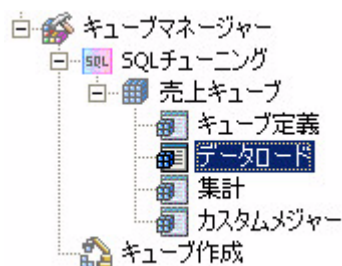 キューブマネージャー
SQL SQLチューニング
売上キューブ
キューブ定義
データロード
集計
カスタムメジャー
キューブ作成